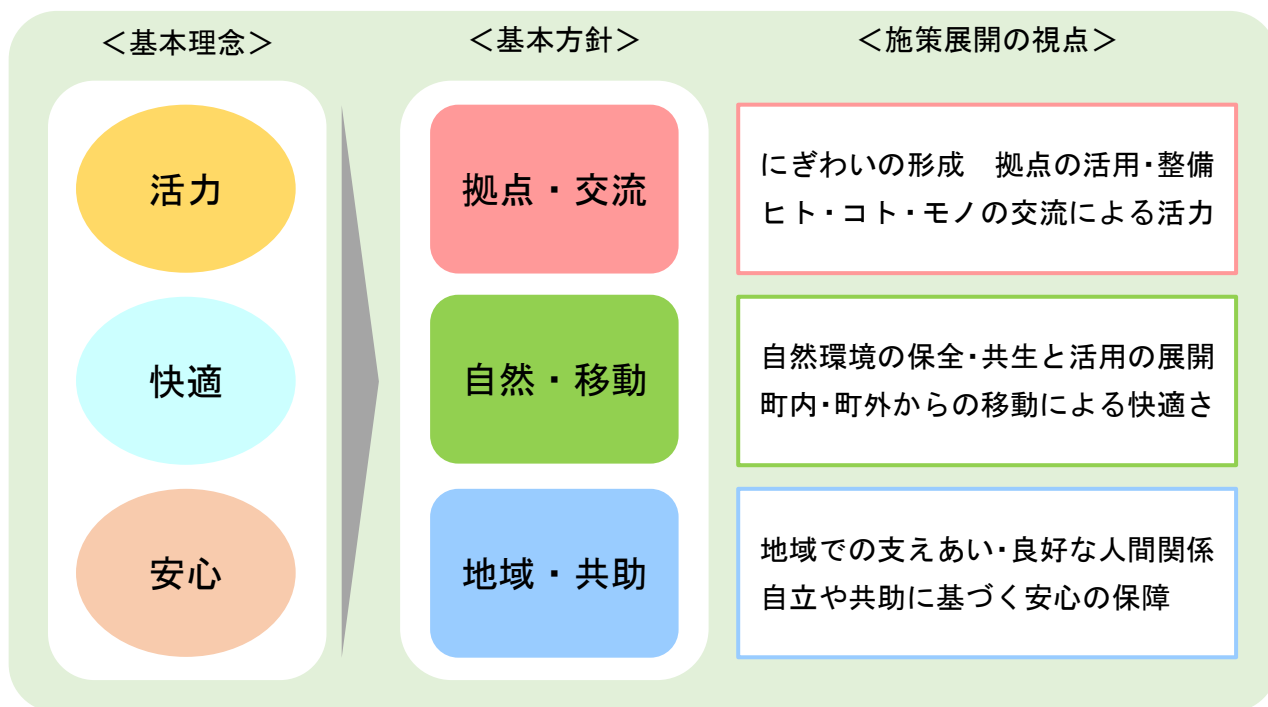 ＜基本理念＞
＜基本方針＞
＜施策展開の視点＞
活力
拠点・交流
にぎわいの形成　拠点の活用・整備
ヒト・コト・モノの交流による活力
快適
自然・移動
自然環境の保全・共生と活用の展開
町内・町外からの移動による快適さ
安心
地域・共助
地域での支えあい・良好な人間関係
自立や共助に基づく安心の保障